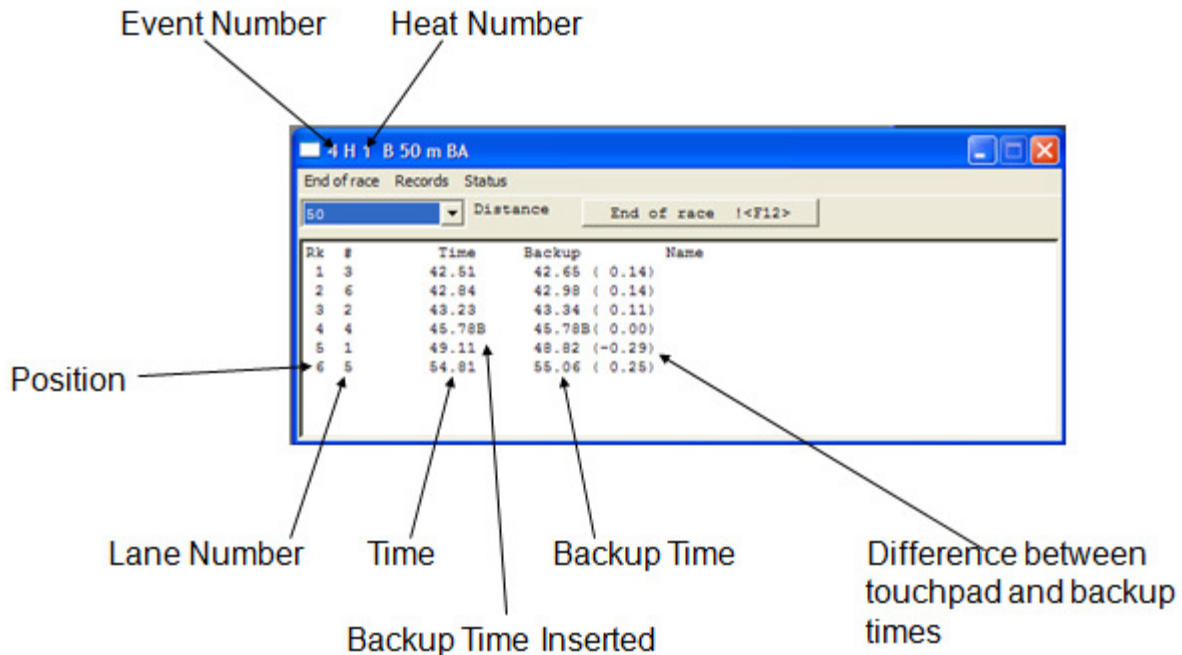 Event Number Heat Number
4 H 1 B 50 m BA
End of race Records Status
50 Distance End of race !<F12>
Rk # Time Backup Name
1 3 42.51 42.65 ( 0.14)
2 6 42.84 42.98 ( 0.14)
3 2 43.23 43.34 ( 0.11)
4 4 45.78B 45.78B( 0.00)
5 1 49.11 48.82 (-0.29)
6 5 54.81 55.06 ( 0.25)
Position
Lane Number Time Backup Time
Difference between
touchpad and backup
times
Backup Time Inserted